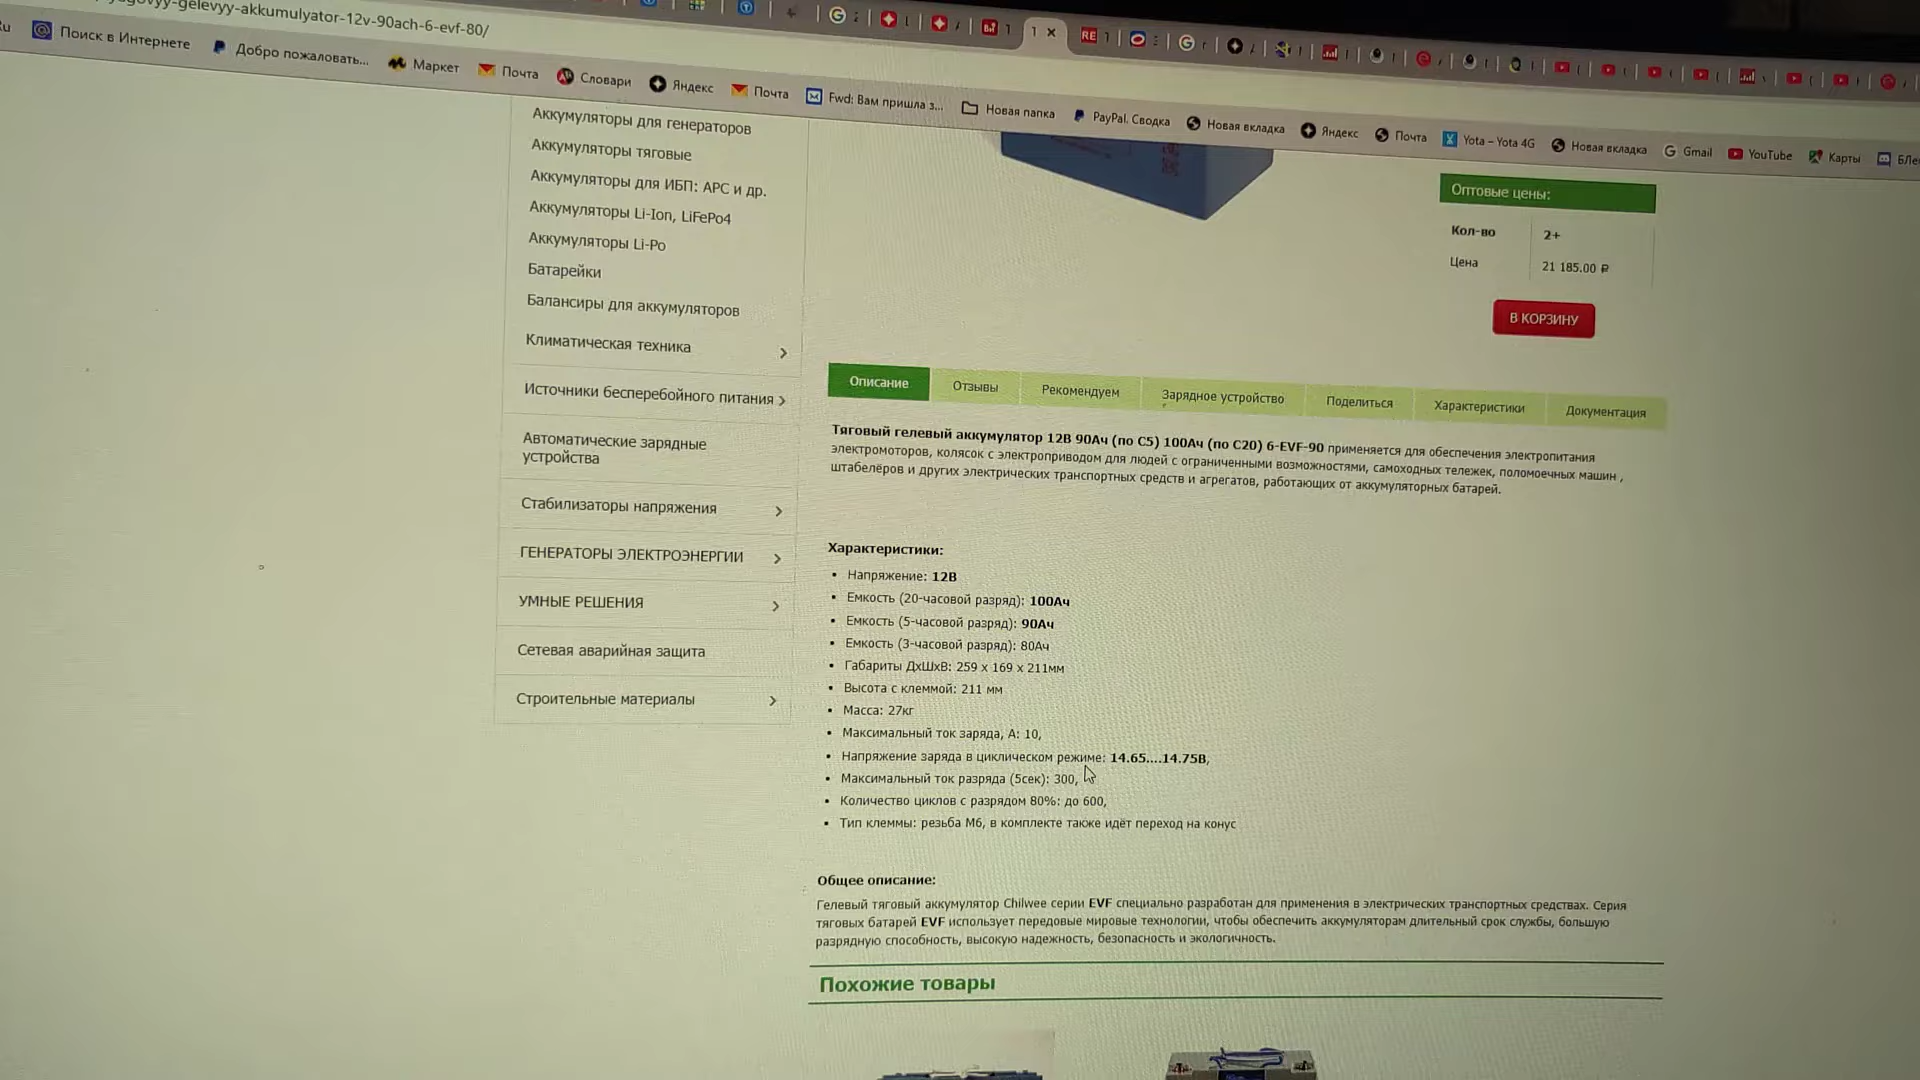 yagovyy-gelevyy-akkumulyator-12v-90ach-6-evf-80/
Поиск в Интернете
Добро пожаловать...
Маркет
Почта
Словари
Яндекс
Почта
Fwd: Вам пришла з...
Новая папка
PayPal. Сводка
Новая вкладка
Яндекс
Почта
Yota – Yota 4G
Новая вкладка
Gmail
YouTube
Карты
Аккумуляторы для генераторов
Аккумуляторы тяговые
Аккумуляторы для ИБП: APC и др.
Аккумуляторы Li-Ion, LiFePo4
Аккумуляторы Li-Po
Батарейки
Балансиры для аккумуляторов
Климатическая техника
Источники бесперебойного питания
Автоматические зарядные
устройства
Стабилизаторы напряжения
ГЕНЕРАТОРЫ ЭЛЕКТРОЭНЕРГИИ
УМНЫЕ РЕШЕНИЯ
Сетевая аварийная защита
Строительные материалы
Оптовые цены:
Кол-во 2+
Цена 21 185.00 ₽
В КОРЗИНУ
Описание
Отзывы
Рекомендуем
Зарядное устройство
Поделиться
Характеристики
Документация
Тяговый гелевый аккумулятор 12В 90Ач (по С5) 100Ач (по С20) 6-EVF-90 применяется для обеспечения электропитания
электромоторов, колясок с электроприводом для людей с ограниченными возможностями, самоходных тележек, поломоечных машин ,
штабелёров и других электрических транспортных средств и агрегатов, работающих от аккумуляторных батарей.
Характеристики:
• Напряжение: 12В
• Емкость (20-часовой разряд): 100Ач
• Емкость (5-часовой разряд): 90Ач
• Емкость (3-часовой разряд): 80Ач
• Габариты ДхШхВ: 259 х 169 х 211мм
• Высота с клеммой: 211 мм
• Масса: 27кг
• Максимальный ток заряда, А: 10,
• Напряжение заряда в циклическом режиме: 14.65....14.75В,
• Максимальный ток разряда (5сек): 300,
• Количество циклов с разрядом 80%: до 600,
• Тип клеммы: резьба М6, в комплекте также идёт переход на конус
Общее описание:
Гелевый тяговый аккумулятор Chilwee серии EVF специально разработан для применения в электрических транспортных средствах. Серия
тяговых батарей EVF использует передовые мировые технологии, чтобы обеспечить аккумуляторам длительный срок службы, большую
разрядную способность, высокую надежность, безопасность и экологичность.
Похожие товары